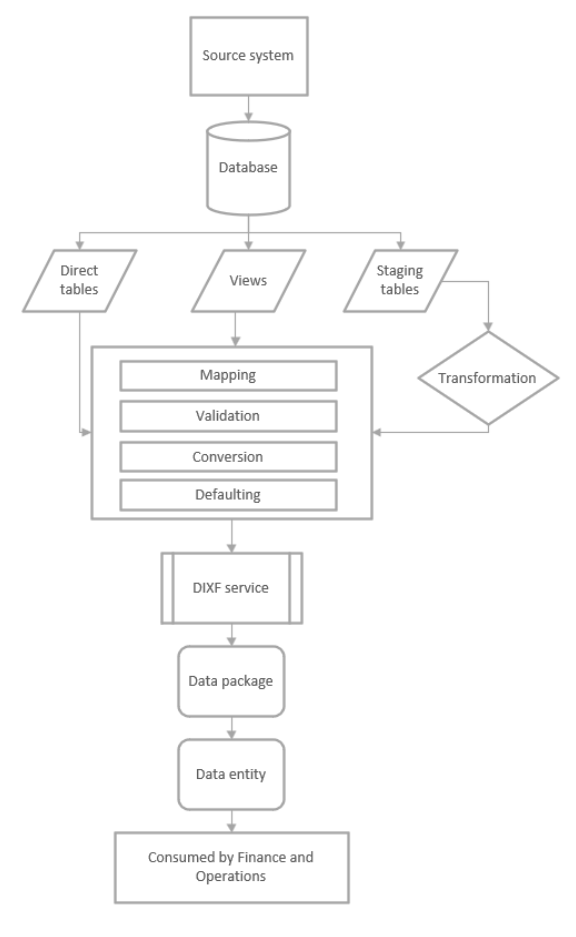 Source system
Database
Direct
tables
Views
Staging
tables
Mapping
Transformation
Validation
Conversion
Defaulting
DIXF service
Data package
Data entity
Consumed by Finance and
Operations